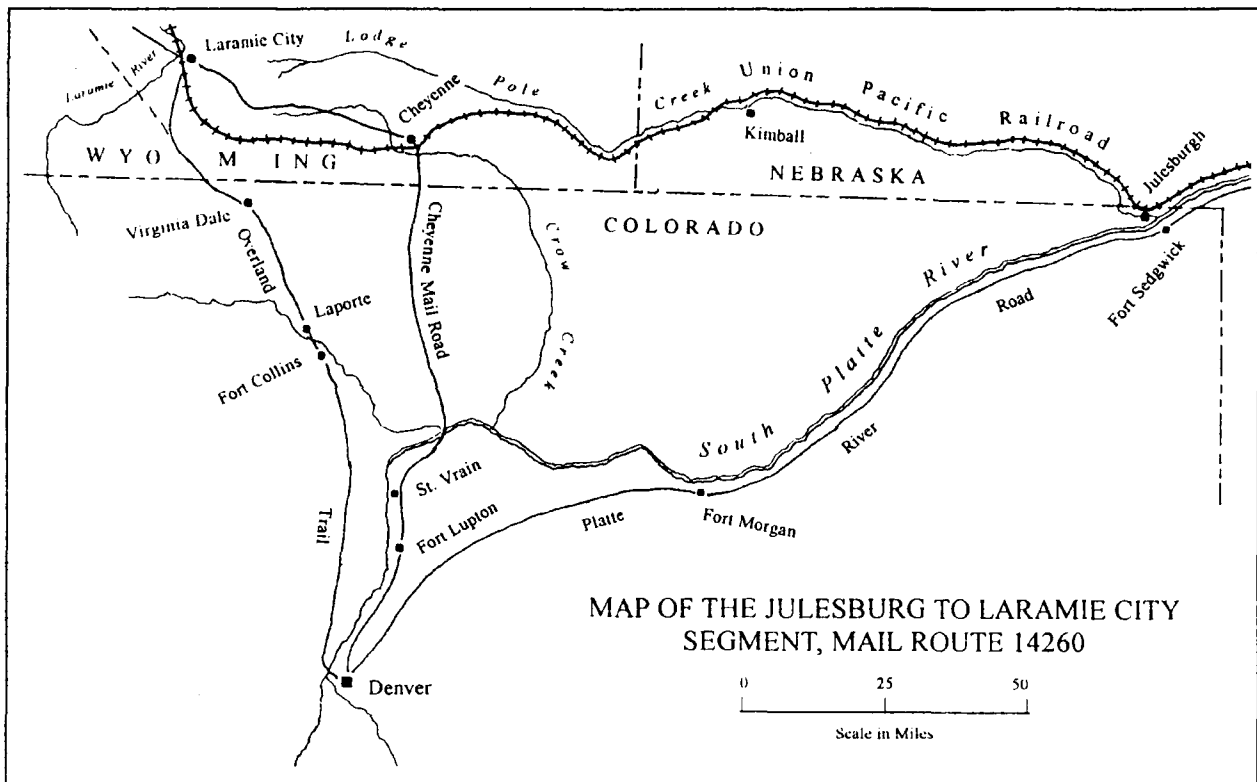 Laramie City
Laramie River
Lodge Pole Creek
Union Pacific Railroad
Cheyenne
Kimball
Julesburgh
WYOMING
NEBRASKA
COLORADO
Virginia Dale
Overland Trail
Cheyenne Mail Road
Crow Creek
Fort Sedgwick
Laporte
Fort Collins
South Platte River
Platte River Road
St. Vrain
Fort Lupton
Fort Morgan
Denver
MAP OF THE JULESBURG TO LARAMIE CITY
SEGMENT, MAIL ROUTE 14260
0 25 50
Scale in Miles